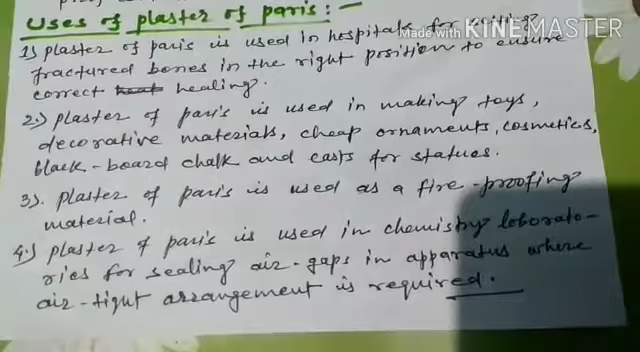 Uses of plaster of paris :-
Made with KINEMASTER
1) plaster of paris is used in hospitals for
fractured bones in the right position to ensure
correct healing.
2.) plaster of paris is used in making toys,
decorative materials, cheap ornaments, cosmetics,
black-board chalk and casts for statues.
3). plaster of paris is used as a fire-proofing
material.
4.) plaster of paris is used in chemistry laborato-
ries for sealing air-gaps in apparatus where
air-tight arrangement is required.